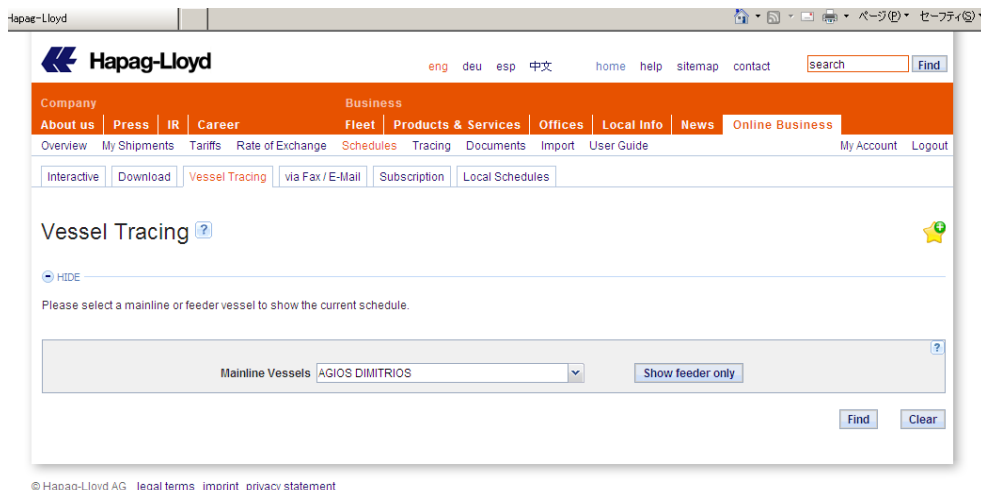 Hapag-Lloyd
ページ(P) セーフティ(S)
Hapag-Lloyd
eng deu esp 中文 home help sitemap contact search Find
Company Business
About us Press IR Career Fleet Products & Services Offices Local Info News Online Business
Overview My Shipments Tariffs Rate of Exchange Schedules Tracing Documents Import User Guide My Account Logout
Interactive Download Vessel Tracing via Fax / E-Mail Subscription Local Schedules
Vessel Tracing ?
HIDE
Please select a mainline or feeder vessel to show the current schedule.
?
Mainline Vessels AGIOS DIMITRIOS Show feeder only
Find Clear
© Hapag-Lloyd AG legal terms imprint privacy statement